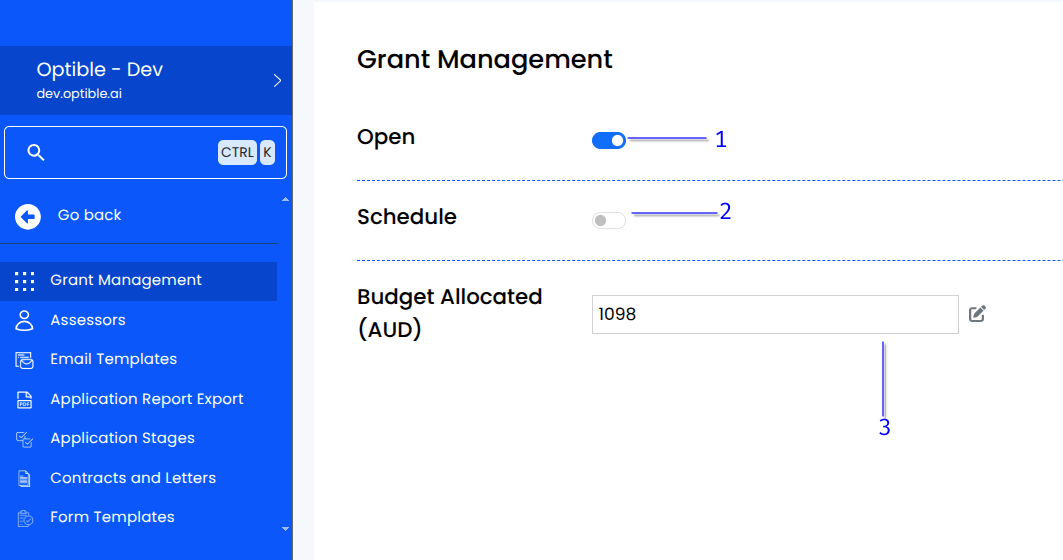 Optible - Dev
dev.optible.ai
CTRL K
Go back
Grant Management
Assessors
Email Templates
Application Report Export
Application Stages
Contracts and Letters
Form Templates
Grant Management
Open
1
Schedule
2
Budget Allocated
(AUD)
1098
3